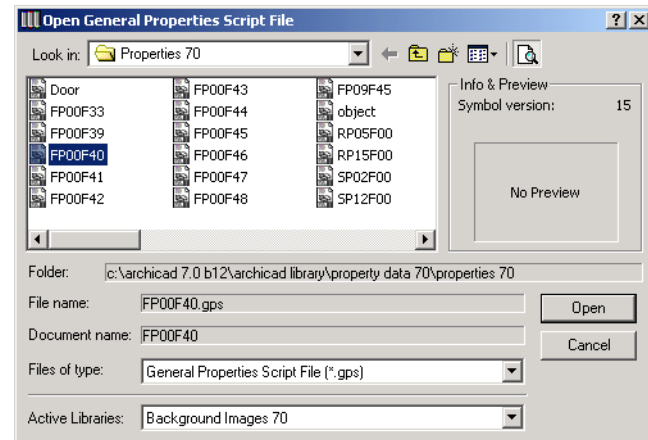 Open General Properties Script File
Look in: Properties 70
Door FP00F43 FP09F45
FP00F33 FP00F44 object
FP00F39 FP00F45 RP05F00
FP00F40 FP00F46 RP15F00
FP00F41 FP00F47 SP02F00
FP00F42 FP00F48 SP12F00
Info & Preview
Symbol version: 15
No Preview
Folder: c:\archicad 7.0 b12\archicad library\property data 70\properties 70
File name: FP00F40.gps
Open
Document name: FP00F40
Cancel
Files of type: General Properties Script File (*.gps)
Active Libraries: Background Images 70